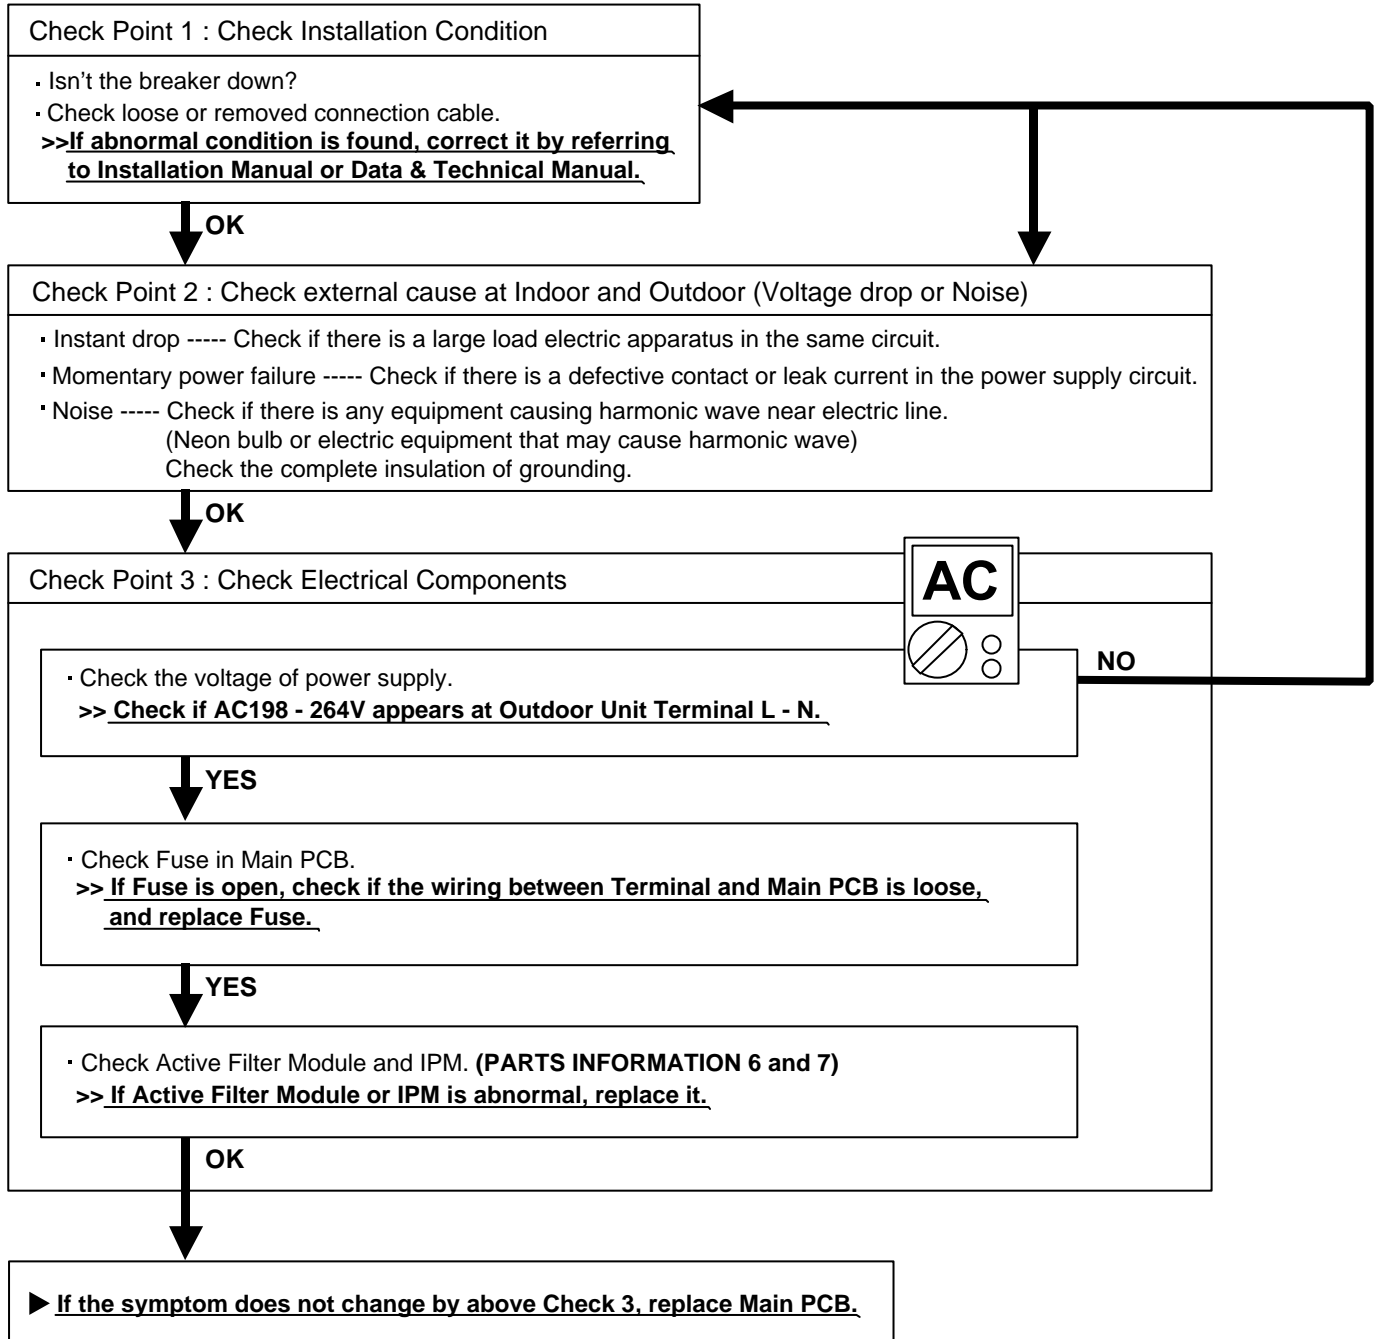 Check Point 1 : Check Installation Condition
· Isn't the breaker down?
· Check loose or removed connection cable.
>>If abnormal condition is found, correct it by referring
to Installation Manual or Data & Technical Manual.
OK
Check Point 2 : Check external cause at Indoor and Outdoor (Voltage drop or Noise)
· Instant drop ----- Check if there is a large load electric apparatus in the same circuit.
· Momentary power failure ----- Check if there is a defective contact or leak current in the power supply circuit.
· Noise ----- Check if there is any equipment causing harmonic wave near electric line.
(Neon bulb or electric equipment that may cause harmonic wave)
Check the complete insulation of grounding.
OK
Check Point 3 : Check Electrical Components
AC
· Check the voltage of power supply.
>> Check if AC198 - 264V appears at Outdoor Unit Terminal L - N.
NO
YES
· Check Fuse in Main PCB.
>> If Fuse is open, check if the wiring between Terminal and Main PCB is loose,
and replace Fuse.
YES
· Check Active Filter Module and IPM. (PARTS INFORMATION 6 and 7)
>> If Active Filter Module or IPM is abnormal, replace it.
OK
▶ If the symptom does not change by above Check 3, replace Main PCB.